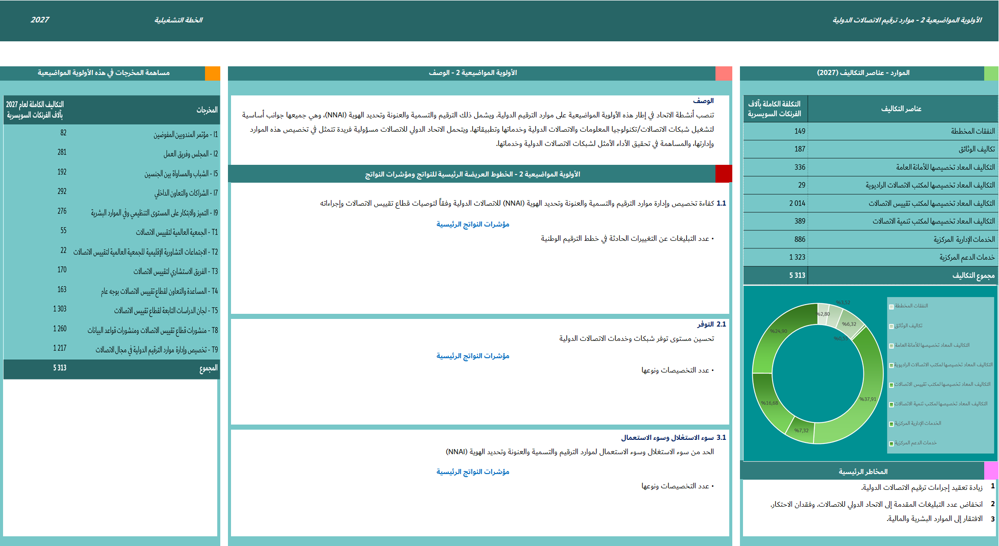 الأولوية المواضيعية 2 - موارد ترقيم الاتصالات الدولية
الخطة التشغيلية
2027
الموارد - عناصر التكاليف (2027)
عناصر التكاليف
التكلفة الكاملة بآلاف
الفرنكات السويسرية
النفقات المخططة 149
تكاليف الوثائق 187
التكاليف المعاد تخصيصها للأمانة العامة 336
التكاليف المعاد تخصيصها لمكتب الاتصالات الراديوية 29
التكاليف المعاد تخصيصها لمكتب تقييس الاتصالات 2 014
التكاليف المعاد تخصيصها لمكتب تنمية الاتصالات 389
الخدمات الإدارية المركزية 886
خدمات الدعم المركزية 1 323
مجموع التكاليف 5 313
النفقات المخططة
تكاليف الوثائق
التكاليف المعاد تخصيصها للأمانة العامة
التكاليف المعاد تخصيصها لمكتب الاتصالات الراديوية
التكاليف المعاد تخصيصها لمكتب تقييس الاتصالات
التكاليف المعاد تخصيصها لمكتب تنمية الاتصالات
الخدمات الإدارية المركزية
خدمات الدعم المركزية
%2,80
%3,52
%6,32
%0,55
%37,91
%7,32
%16,68
%24,90
المخاطر الرئيسية
1 زيادة تعقيد إجراءات ترقيم الاتصالات الدولية.
2 انخفاض عدد التبليغات المقدمة إلى الاتحاد الدولي للاتصالات. وفقدان الاحتكار.
3 الافتقار إلى الموارد البشرية والمالية.
الأولوية المواضيعية 2 - الوصف
الوصف
تنصب أنشطة الاتحاد في إطار هذه الأولوية المواضيعية على موارد الترقيم الدولية. ويشمل ذلك الترقيم والتسمية والعنونة وتحديد الهوية (NNAI)، وهي جميعها جوانب أساسية
لتشغيل شبكات الاتصالات/تكنولوجيا المعلومات والاتصالات الدولية وخدماتها وتطبيقاتها. ويتحمل الاتحاد الدولي للاتصالات مسؤولية فريدة تتمثل في تخصيص هذه الموارد
وإدارتها، والمساهمة في تحقيق الأداء الأمثل لشبكات الاتصالات الدولية وخدماتها.
الأولوية المواضيعية 2 - الخطوط العريضة الرئيسية للنواتج ومؤشرات النواتج
1.1 كفاءة تخصيص وإدارة موارد الترقيم والتسمية والعنونة وتحديد الهوية (NNAI) للاتصالات الدولية وفقاً لتوصيات قطاع تقييس الاتصالات وإجراءاته
مؤشرات النواتج الرئيسية
• عدد التبليغات عن التغييرات الحادثة في خطط الترقيم الوطنية
2.1 التوفر
تحسين مستوى توفر شبكات وخدمات الاتصالات الدولية
مؤشرات النواتج الرئيسية
• عدد التخصيصات ونوعها
3.1 سوء الاستغلال وسوء الاستعمال
الحد من سوء الاستغلال وسوء الاستعمال لموارد الترقيم والتسمية والعنونة وتحديد الهوية (NNAI)
مؤشرات النواتج الرئيسية
• عدد التخصيصات ونوعها
مساهمة المخرجات في هذه الأولوية المواضيعية
المخرجات
التكاليف الكاملة لعام 2027
بآلاف الفرنكات السويسرية
I1 - مؤتمر المندوبين المفوضين 82
I2 - المجلس وفريق العمل 281
I5 - الشباب والمساواة بين الجنسين 192
I7 - الشراكات والتعاون الداخلي 292
I9 - التميز والابتكار على المستوى التنظيمي وفي الموارد البشرية 276
T1 - الجمعية العالمية لتقييس الاتصالات 55
T2 - الاجتماعات التشاورية الإقليمية للجمعية العالمية لتقييس الاتصالات 22
T3 - الفريق الاستشاري لتقييس الاتصالات 170
T4 - المساعدة والتعاون لقطاع تقييس الاتصالات بوجه عام 163
T5 - لجان الدراسات التابعة لقطاع تقييس الاتصالات 1 303
T8 - منشورات قطاع تقييس الاتصالات ومنشورات قواعد البيانات 1 260
T9 - تخصيص وإدارة موارد الترقيم الدولية في مجال الاتصالات 1 217
المجموع 5 313